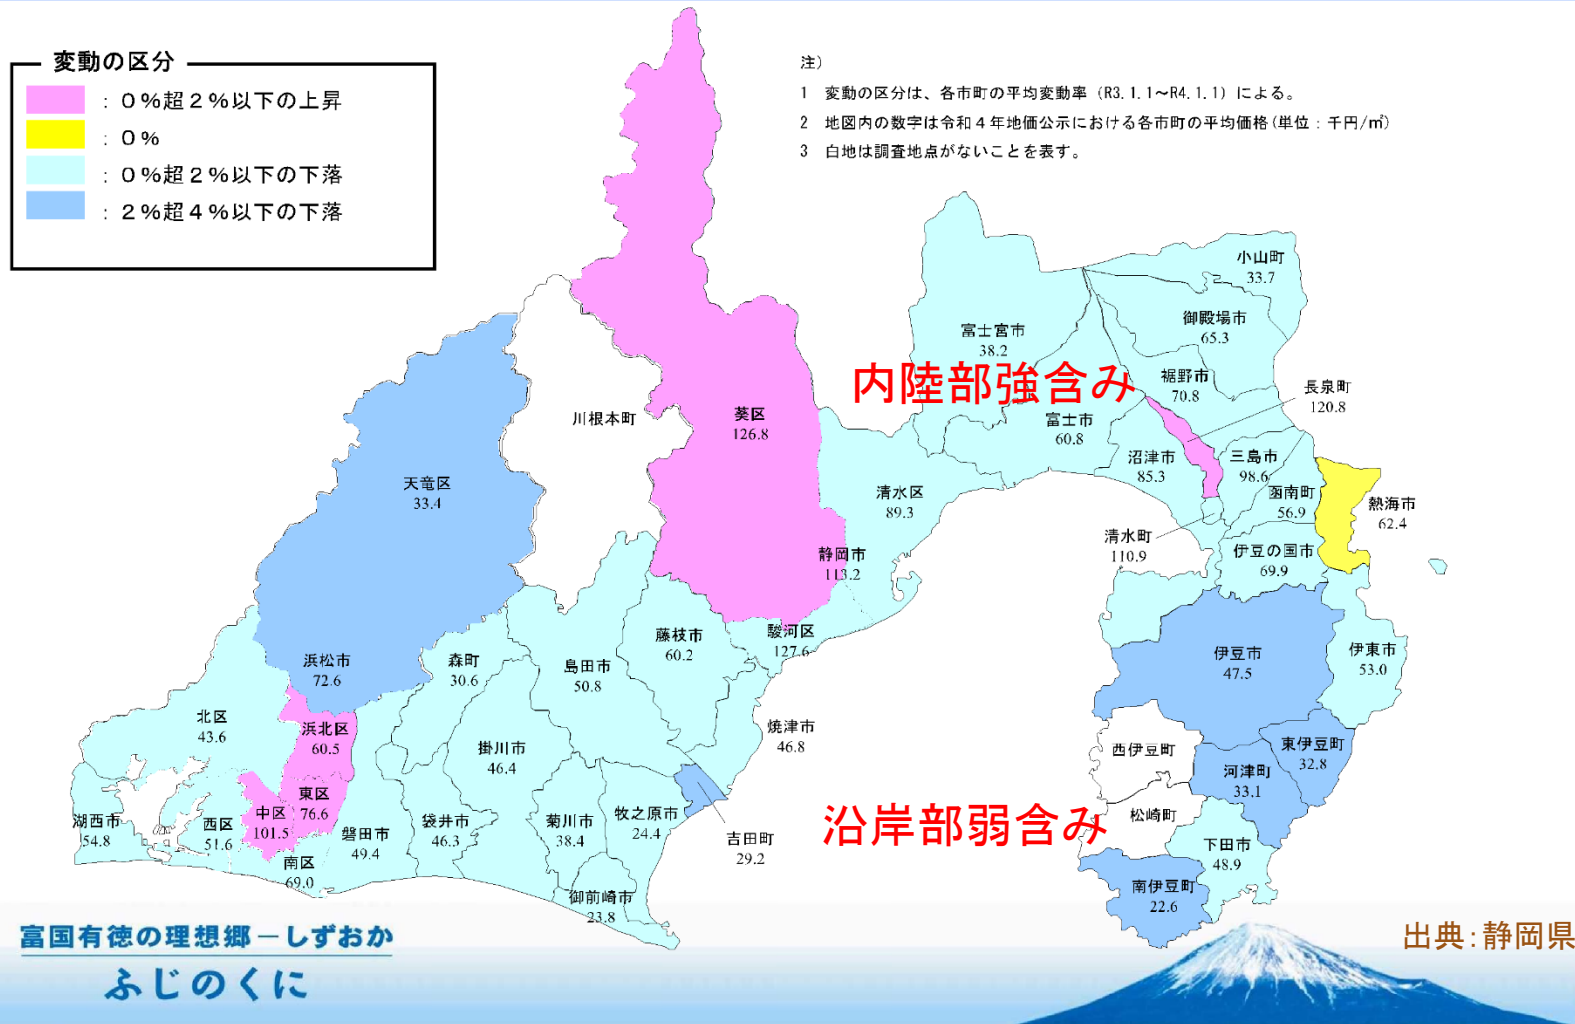 変動の区分
：０％超２％以下の上昇
：０％
：０％超２％以下の下落
：２％超４％以下の下落
注）
1 変動の区分は、各市町の平均変動率（R3.1.1～R4.1.1）による。
2 地図内の数字は令和４年地価公示における各市町の平均価格（単位：千円/㎡）
3 白地は調査地点がないことを表す。
小山町
33.7
御殿場市
65.3
富士宮市
38.2
裾野市
70.8
長泉町
120.8
内陸部強含み
富士市
60.8
川根本町
葵区
126.8
沼津市
85.3
三島市
98.6
函南町
56.9
熱海市
62.4
天竜区
33.4
清水区
89.3
清水町
110.9
伊豆の国市
69.9
静岡市
113.2
駿河区
127.6
藤枝市
60.2
島田市
50.8
森町
30.6
浜松市
72.6
伊豆市
47.5
伊東市
53.0
北区
43.6
浜北区
60.5
掛川市
46.4
焼津市
46.8
西伊豆町
東伊豆町
32.8
河津町
33.1
湖西市
54.8
西区
51.6
中区
101.5
東区
76.6
南区
69.0
磐田市
49.4
袋井市
46.3
菊川市
38.4
牧之原市
24.4
吉田町
29.2
沿岸部弱含み
松崎町
下田市
48.9
御前崎市
23.8
南伊豆町
22.6
富国有徳の理想郷－しずおか
ふじのくに
出典：静岡県